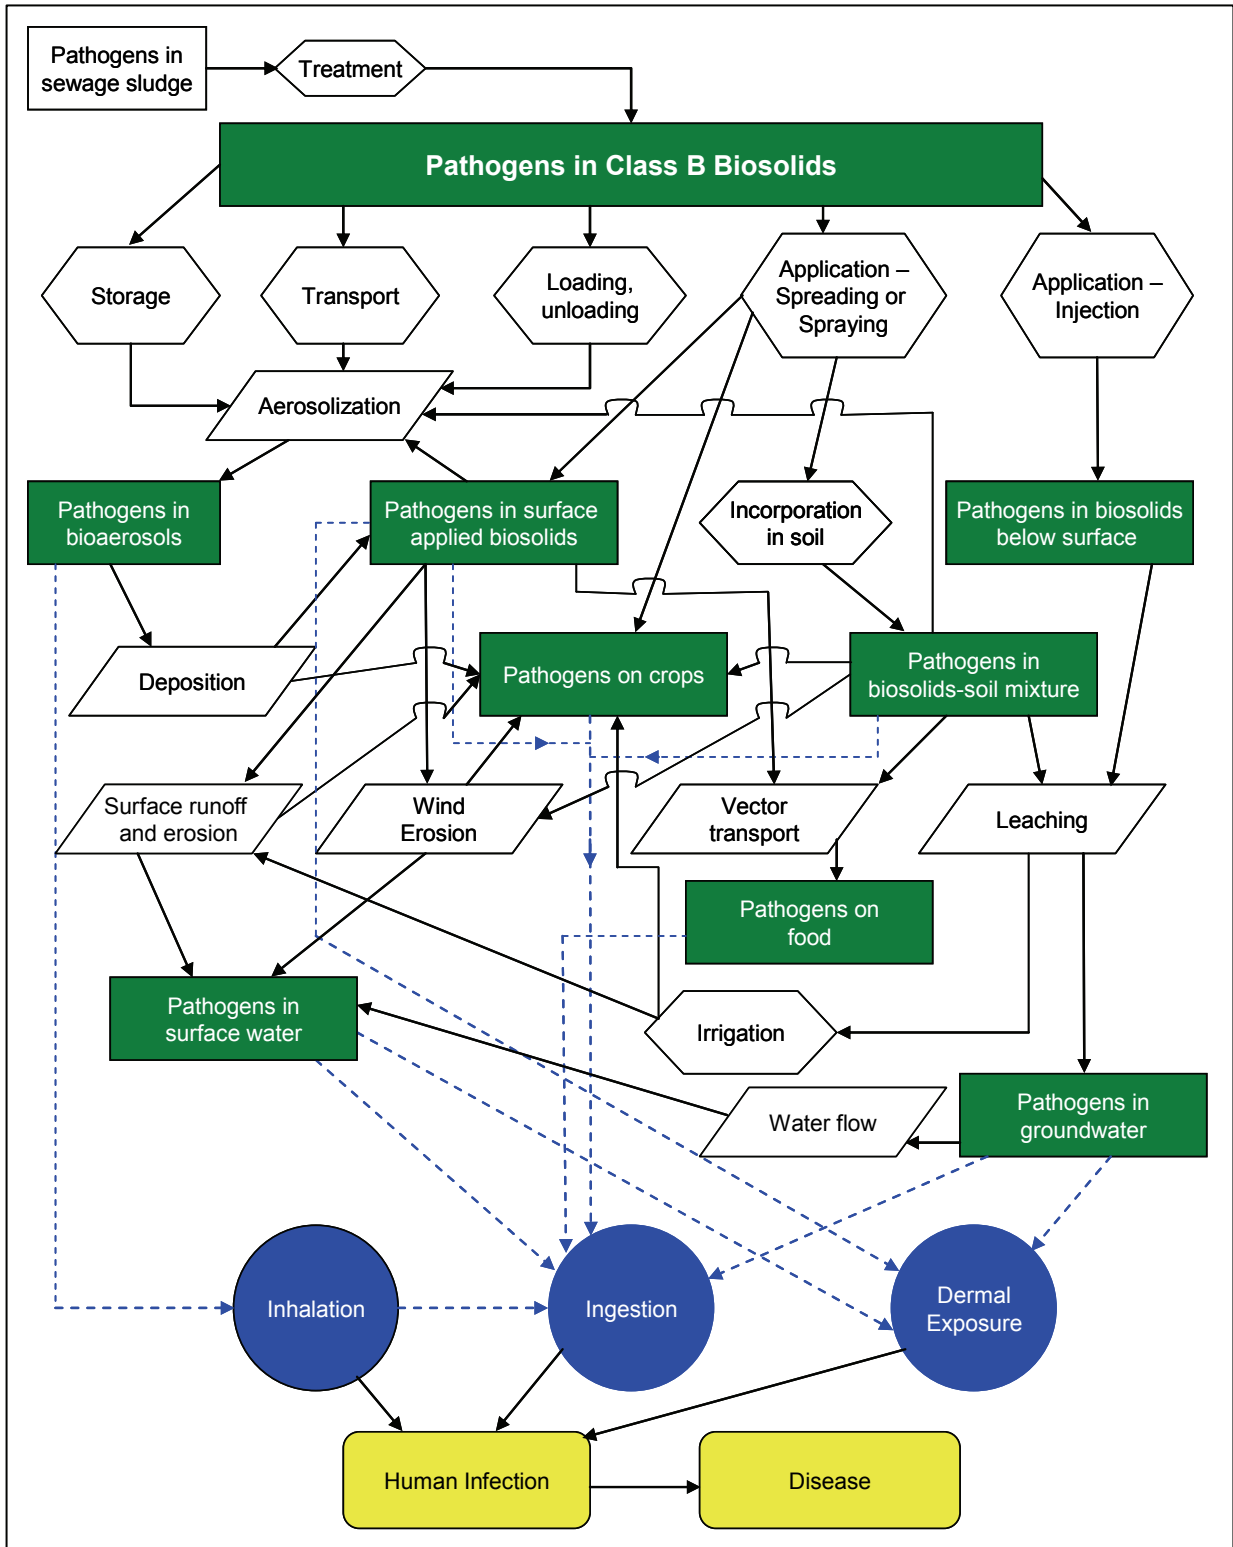 Pathogens in
sewage sludge
Treatment
Pathogens in Class B Biosolids
Storage
Transport
Loading,
unloading
Application –
Spreading or
Spraying
Application –
Injection
Aerosolization
Pathogens in
bioaerosols
Pathogens in surface
applied biosolids
Incorporation
in soil
Pathogens in biosolids
below surface
Deposition
Pathogens on crops
Pathogens in
biosolids-soil mixture
Surface runoff
and erosion
Wind
Erosion
Vector
transport
Leaching
Pathogens on
food
Pathogens in
surface water
Irrigation
Water flow
Pathogens in
groundwater
Inhalation
Ingestion
Dermal
Exposure
Human Infection
Disease